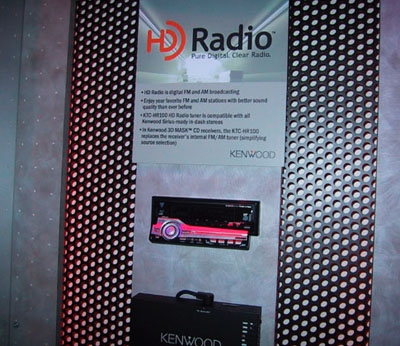 HD Radio™
Pure Digital. Clear Radio.
• HD Radio is digital FM and AM broadcasting
• Enjoy your favorite FM and AM stations with better sound
quality than ever before
• KTC-HR100 HD Radio tuner is compatible with all
Kenwood Sirius-ready in-dash stereos
• In Kenwood 3D MASK™ CD receivers, the KTC-HR100
replaces the receiver's internal FM/AM tuner (simplifying
source selection)
KENWOOD
KENWOOD